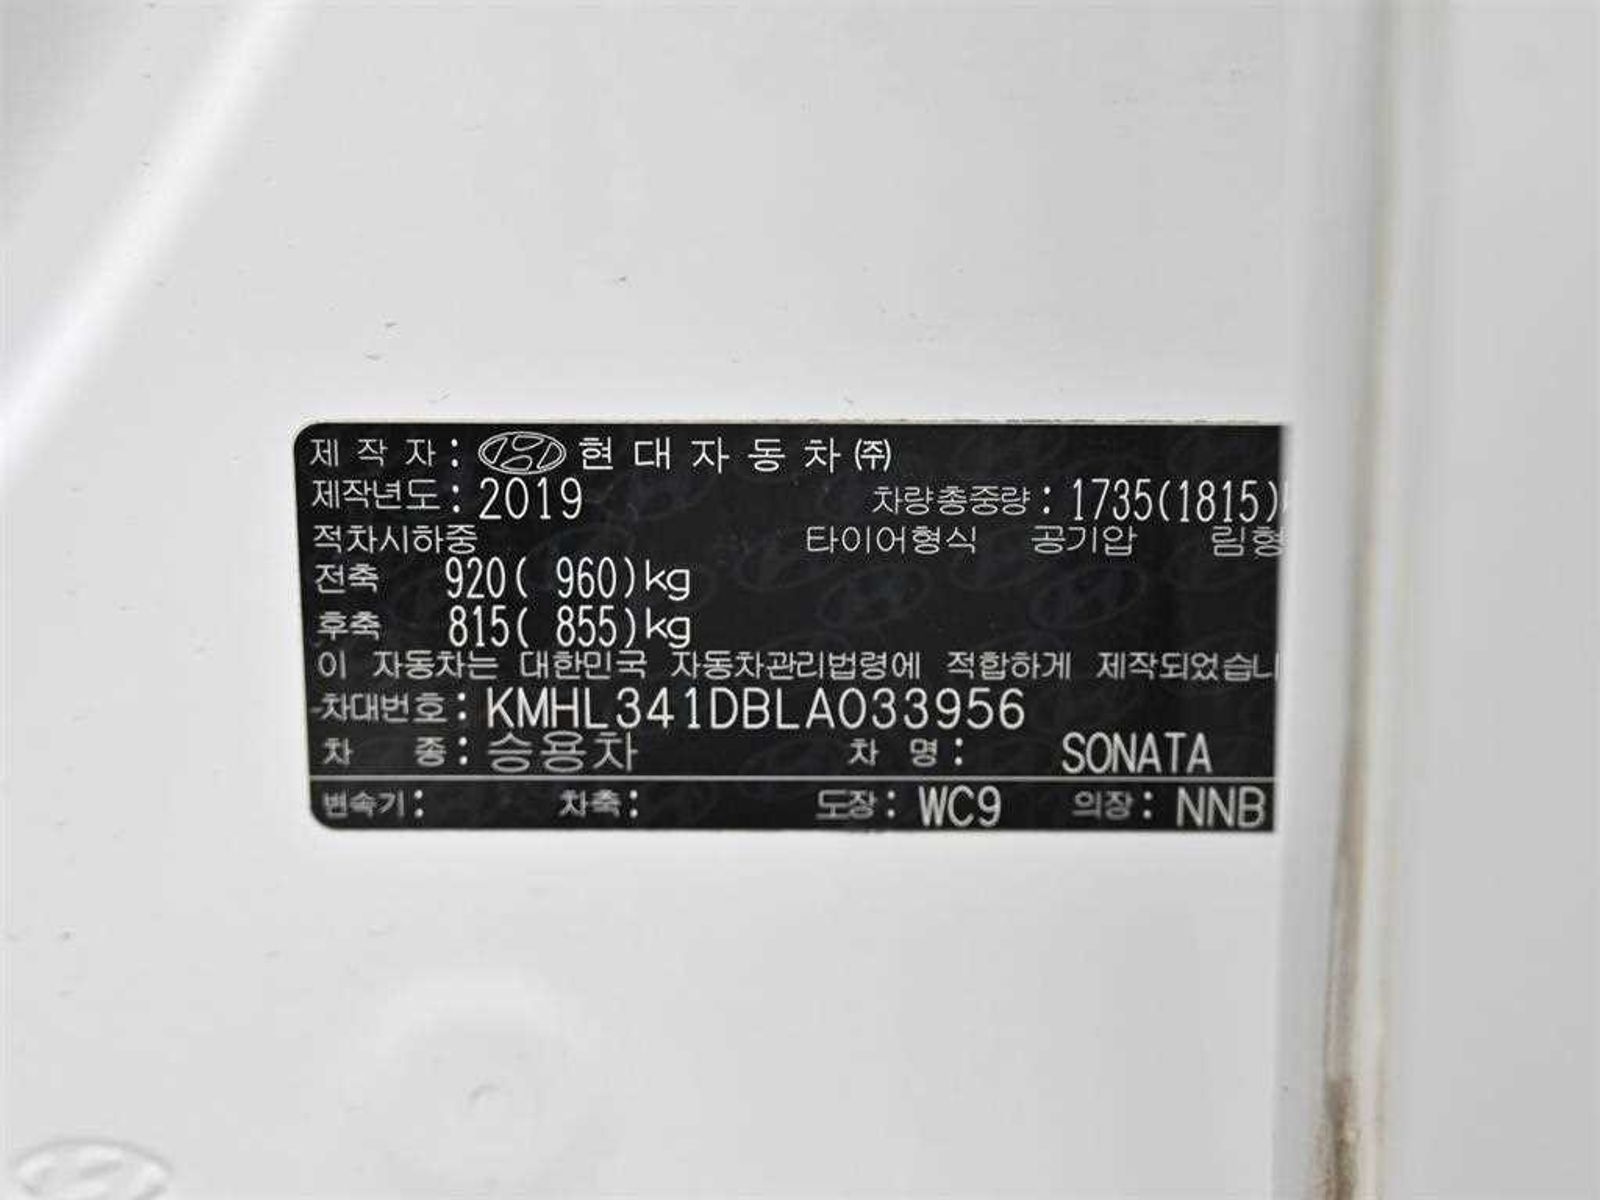 제 작 자 : HYUNDAI 현 대 자 동 차 ㈜
제작년도 : 2019 차량총중량 : 1735(1815)
적차시하중 타이어형식 공기압 림형
전축 920( 960)kg
후축 815( 855)kg
이 자동차는 대한민국 자동차관리법령에 적합하게 제작되었습니
차대번호 : KMHL341DBLA033956
차 종 : 승용차 차 명 : SONATA
변속기 : 차축 : 도장 : WC9 의장 : NNB